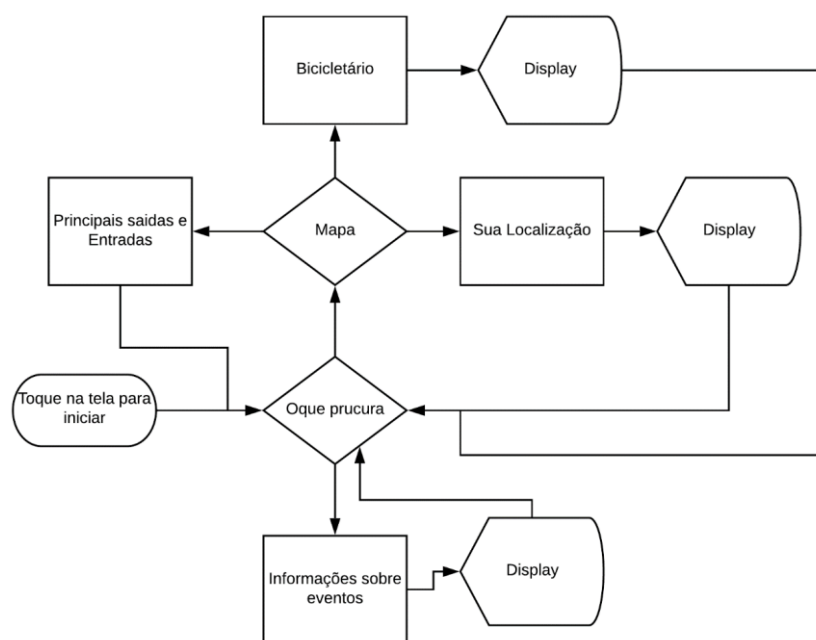 Bicicletário
Display
Principais saidas e
Entradas
Mapa
Sua Localização
Display
Toque na tela para
iniciar
Oque prucura
Informações sobre
eventos
Display